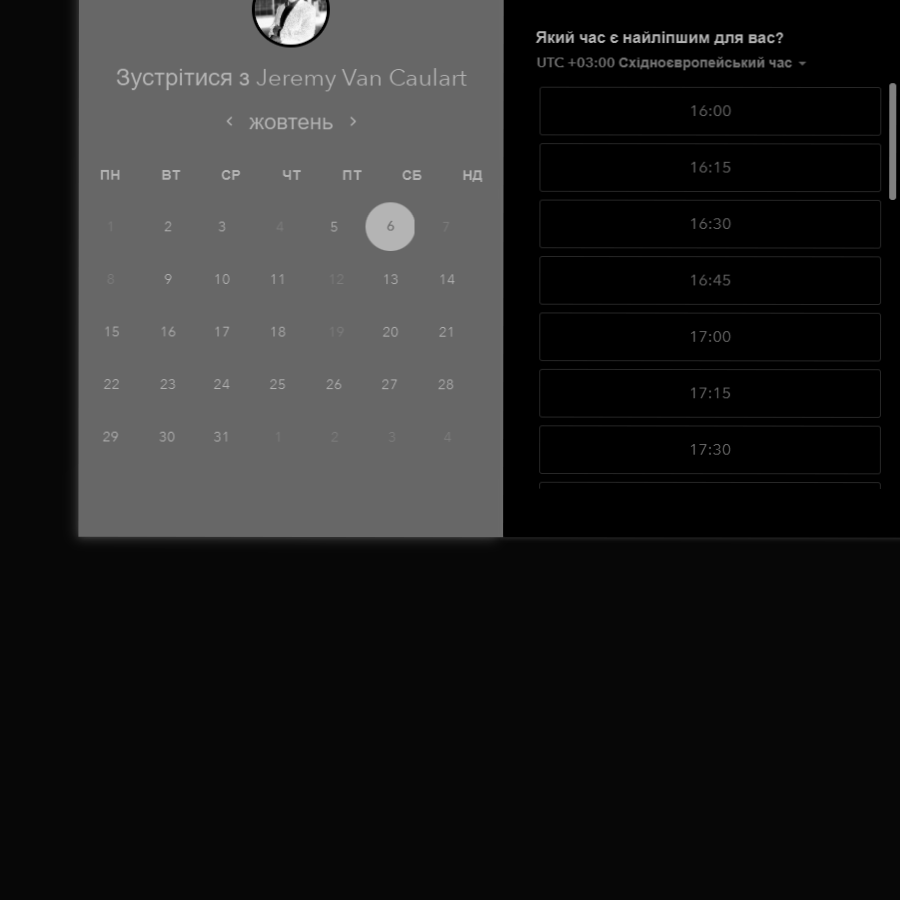 Зустрітися з Jeremy Van Caulart
жовтень
ПН ВТ СР ЧТ ПТ СБ НД
1 2 3 4 5 6 7
8 9 10 11 12 13 14
15 16 17 18 19 20 21
22 23 24 25 26 27 28
29 30 31 1 2 3 4
Який час є найліпшим для вас?
UTC +03:00 Східноєвропейський час
16:00
16:15
16:30
16:45
17:00
17:15
17:30